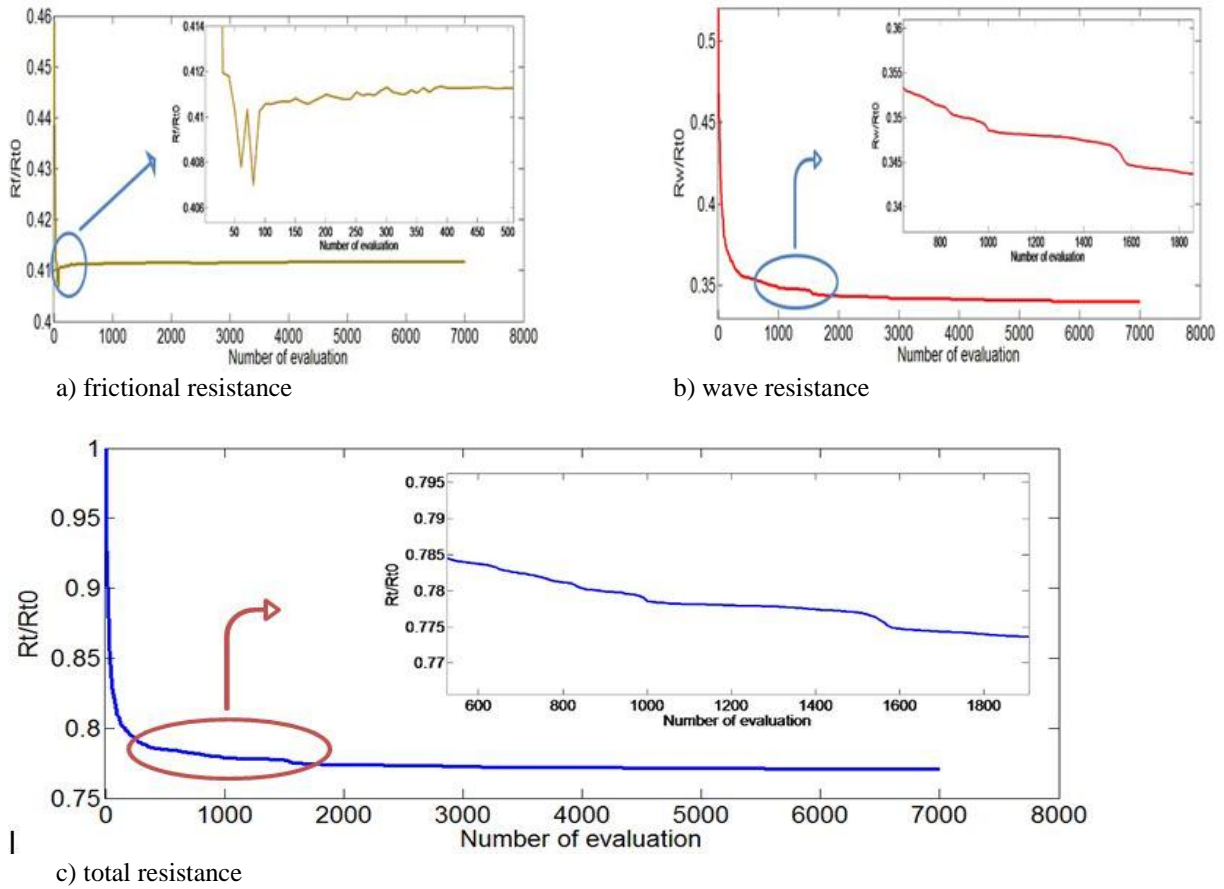 0.46
0.45
0.44
0.43
0.42
0.41
0.4
Rf/Rt0
0 1000 2000 3000 4000 5000 6000 7000 8000
Number of evaluation
0.414
0.412
0.41
0.408
0.406
Rf/Rt0
50 100 150 200 250 300 350 400 450 500
Number of evaluation
a) frictional resistance
0.5
0.45
0.4
0.35
Rw/Rt0
0 1000 2000 3000 4000 5000 6000 7000 8000
Number of evaluation
0.36
0.355
0.35
0.345
0.34
Rw/Rt0
800 1000 1200 1400 1600 1800
Number of evaluation
b) wave resistance
1
0.95
0.9
0.85
0.8
0.75
Rt/Rt0
0 1000 2000 3000 4000 5000 6000 7000 8000
Number of evaluation
0.795
0.79
0.785
0.78
0.775
0.77
Rt/Rt0
600 800 1000 1200 1400 1600 1800
Number of evaluation
c) total resistance